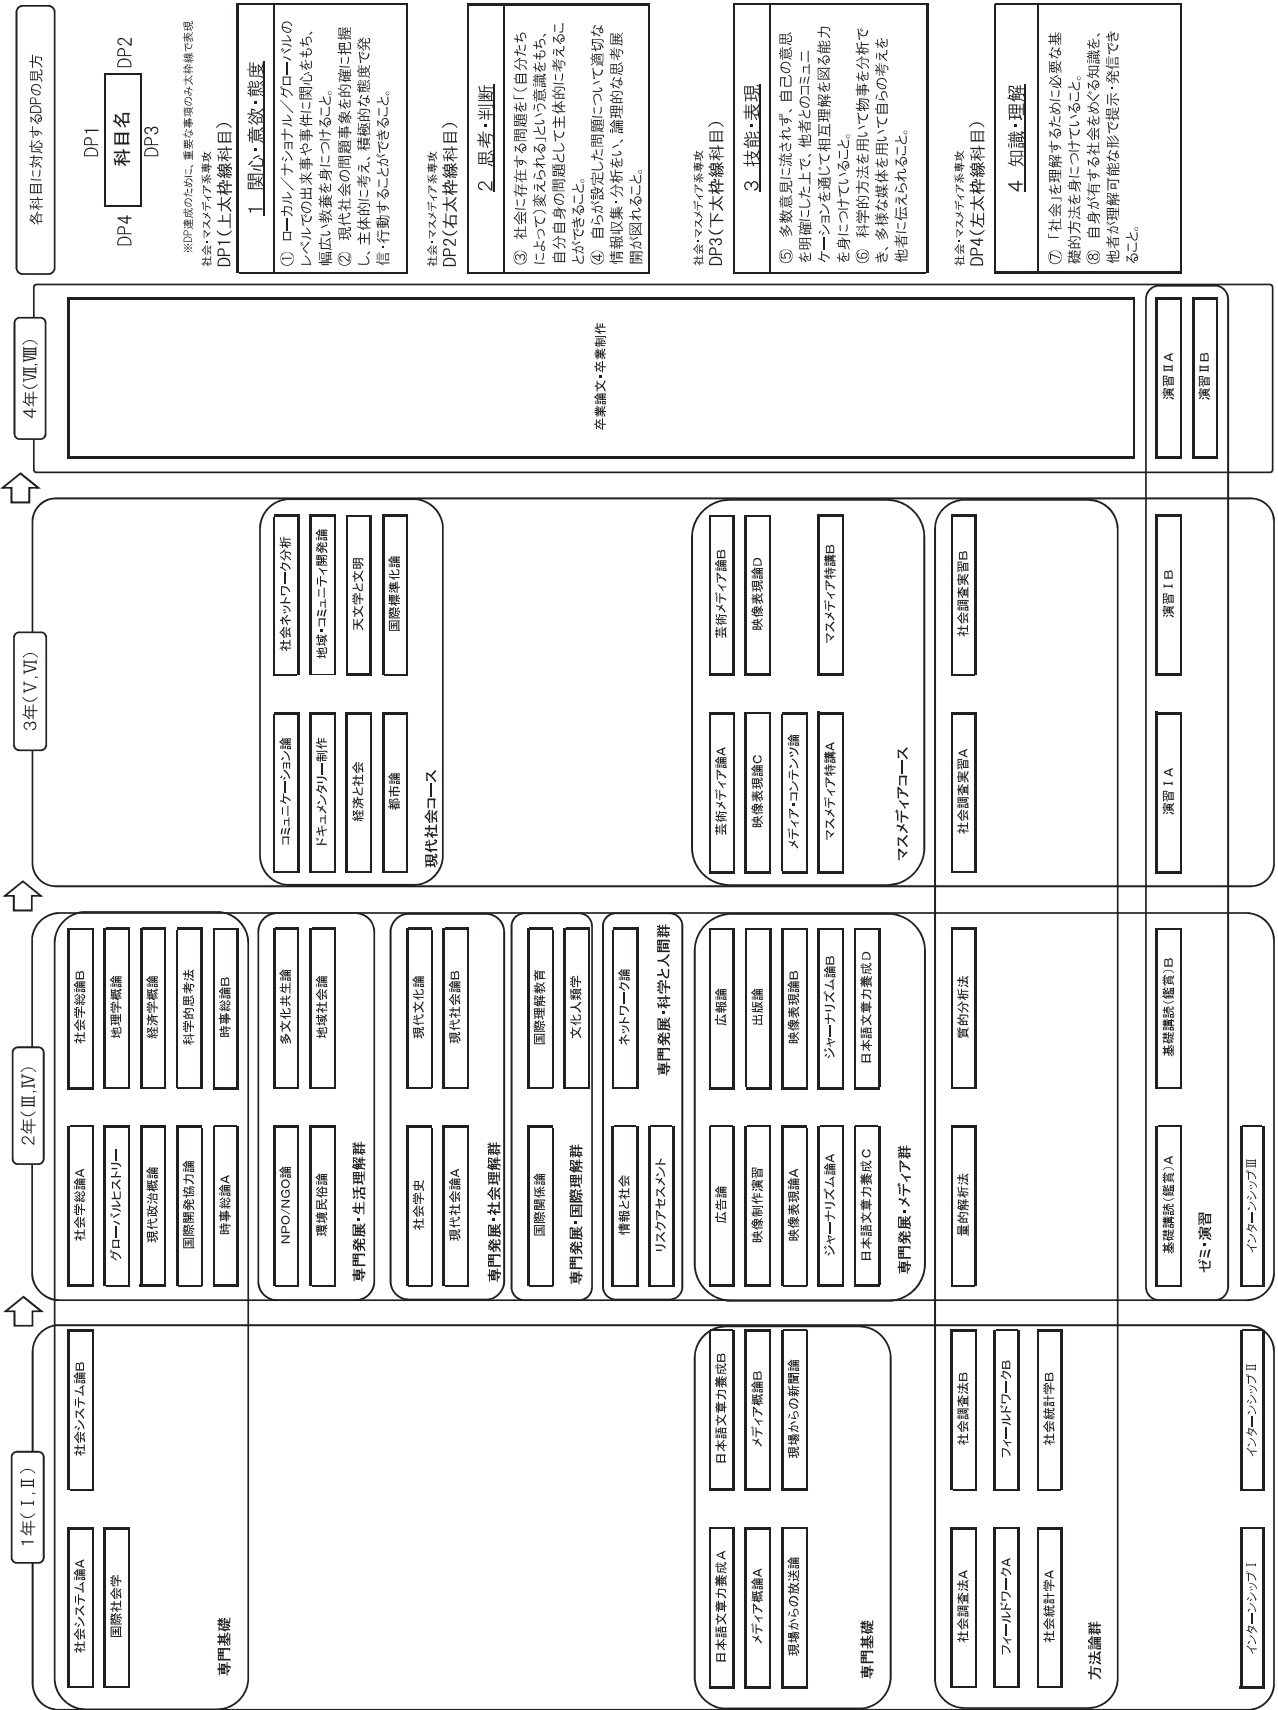 1年(Ⅰ,Ⅱ)
2年(Ⅲ,Ⅳ)
3年(Ⅴ,Ⅵ)
4年(Ⅶ,Ⅷ)
社会システム論A
社会システム論B
国際社会学
専門基礎
社会学総論A
社会学総論B
グローバルヒストリー
地理学概論
現代政治概論
経済学概論
国際開発協力論
科学的思考法
時事総論A
時事総論B
NPO/NGO論
多文化共生論
環境民俗論
地域社会論
専門発展・生活理解群
社会学史
現代文化論
現代社会論A
現代社会論B
専門発展・社会理解群
国際関係論
国際理解教育
文化人類学
専門発展・国際理解群
情報と社会
ネットワーク論
リスクアセスメント
専門発展・科学と人間群
コミュニケーション論
社会ネットワーク分析
ドキュメンタリー制作
地域・コミュニティ開発論
経済と社会
天文学と文明
都市論
国際標準化論
現代社会コース
日本語文章力養成A
日本語文章力養成B
メディア概論A
メディア概論B
現場からの放送論
現場からの新聞論
専門基礎
広告論
広報論
映像制作演習
出版論
映像表現論A
映像表現論B
ジャーナリズム論A
ジャーナリズム論B
日本語文章力養成C
日本語文章力養成D
専門発展・メディア群
芸術メディア論A
芸術メディア論B
映像表現論C
映像表現論D
メディア・コンテンツ論
マスメディア特講A
マスメディア特講B
マスメディアコース
社会調査法A
社会調査法B
量的解析法
質的分析法
社会調査実習A
社会調査実習B
フィールドワークA
フィールドワークB
社会統計学A
社会統計学B
方法論群
基礎講読(鑑賞)A
基礎講読(鑑賞)B
演習ⅠA
演習ⅠB
演習ⅡA
演習ⅡB
ゼミ・演習
インターンシップⅠ
インターンシップⅡ
インターンシップⅢ
卒業論文・卒業制作
各科目に対応するDPの見方
DP1
DP4
科目名
DP2
DP3
※DP達成のために、重要な事項のみ太枠線で表現
社会・マスメディア系専攻
DP1(上太枠線科目)
1 関心・意欲・態度
① ローカル／ナショナル／グローバルの
レベルでの出来事や事件に関心をもち、
幅広い教養を身につけること。
② 現代社会の問題事象を的確に把握
し、主体的に考え、積極的な態度で発
信・行動することができること。
社会・マスメディア系専攻
DP2(右太枠線科目)
2 思考・判断
③ 社会に存在する問題を「(自分たち
によって)変えられる」という意識をもち、
自分自身の問題として主体的に考えるこ
とができること。
④ 自らが設定した問題について適切な
情報収集・分析をい、論理的な思考展
開が図れること。
社会・マスメディア系専攻
DP3(下太枠線科目)
3 技能・表現
⑤ 多数意見に流されず、自己の意思
を明確にした上で、他者とのコミュニ
ケーションを通じて相互理解を図る能力
を身につけていること。
⑥ 科学的方法を用いて物事を分析で
き、多様な媒体を用いて自らの考えを
他者に伝えられること。
社会・マスメディア系専攻
DP4(左太枠線科目)
4 知識・理解
⑦ 「社会」を理解するために必要な基
礎的方法を身につけていること。
⑧ 自身が有する社会をめぐる知識を、
他者が理解可能な形で提示・発信でき
ること。